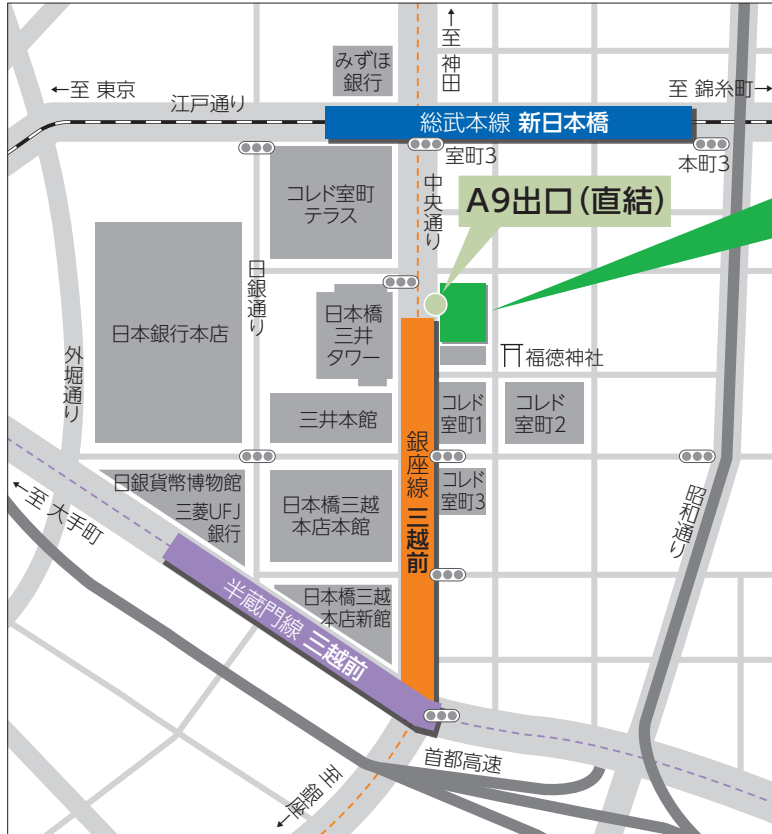 ↑至 神田
みずほ
銀行
←至 東京
江戸通り
至 錦糸町→
総武本線 新日本橋
室町3
本町3
中央通り
A9出口(直結)
コレド室町
テラス
日銀通り
日本銀行本店
日本橋
三井
タワー
福徳神社
外堀通り
三井本館
銀座線 三越前
コレド
室町1
コレド
室町2
日銀貨幣博物館
三菱UFJ
銀行
日本橋三越
本店本館
コレド
室町3
昭和通り
←至 大手町
半蔵門線 三越前
日本橋三越
本店新館
首都高速
至 銀座→